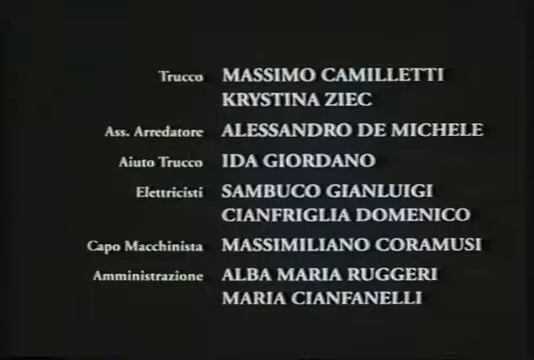 Trucco MASSIMO CAMILLETTI
KRYSTINA ZIEC
Ass. Arredatore ALESSANDRO DE MICHELE
Aiuto Trucco IDA GIORDANO
Elettricisti SAMBUCO GIANLUIGI
CIANFRIGLIA DOMENICO
Capo Macchinista MASSIMILIANO CORAMUSI
Amministrazione ALBA MARIA RUGGERI
MARIA CIANFANELLI